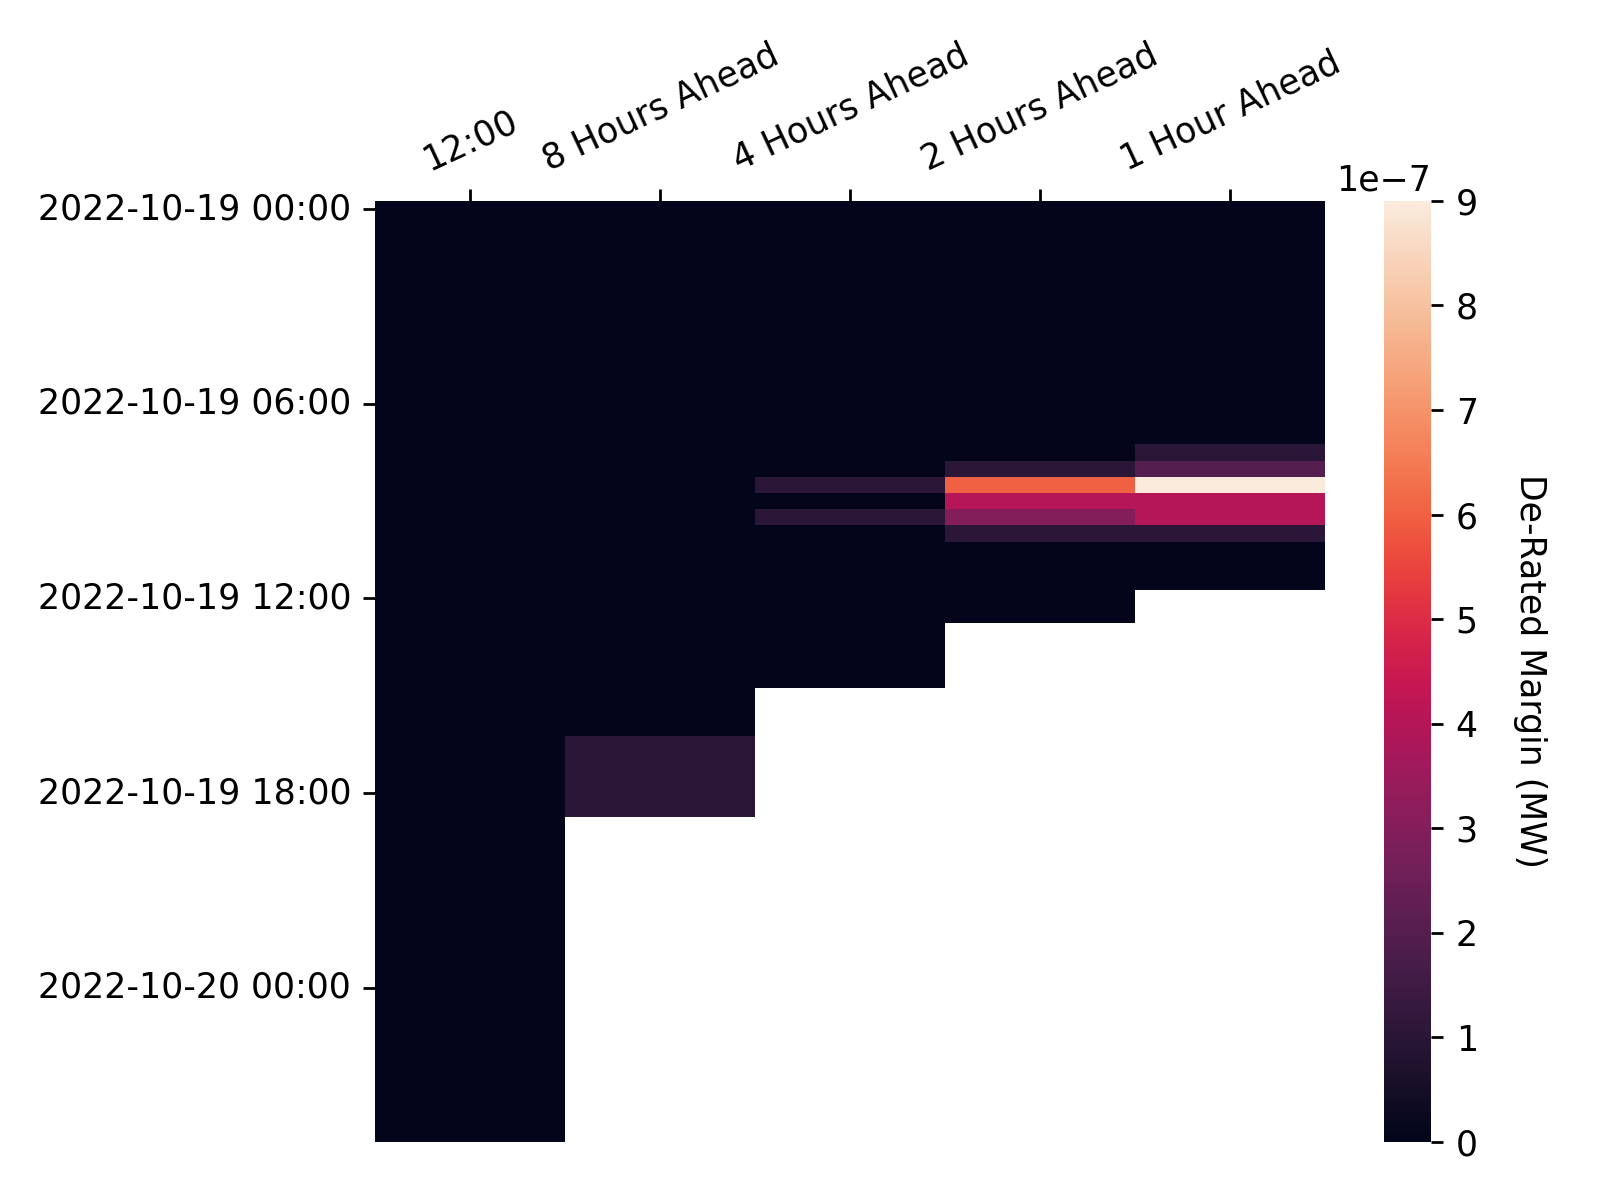 12:00
8 Hours Ahead
4 Hours Ahead
2 Hours Ahead
1 Hour Ahead
2022-10-19 00:00
2022-10-19 06:00
2022-10-19 12:00
2022-10-19 18:00
2022-10-20 00:00
1e−7
9
8
7
6
5
4
3
2
1
0
De-Rated Margin (MW)